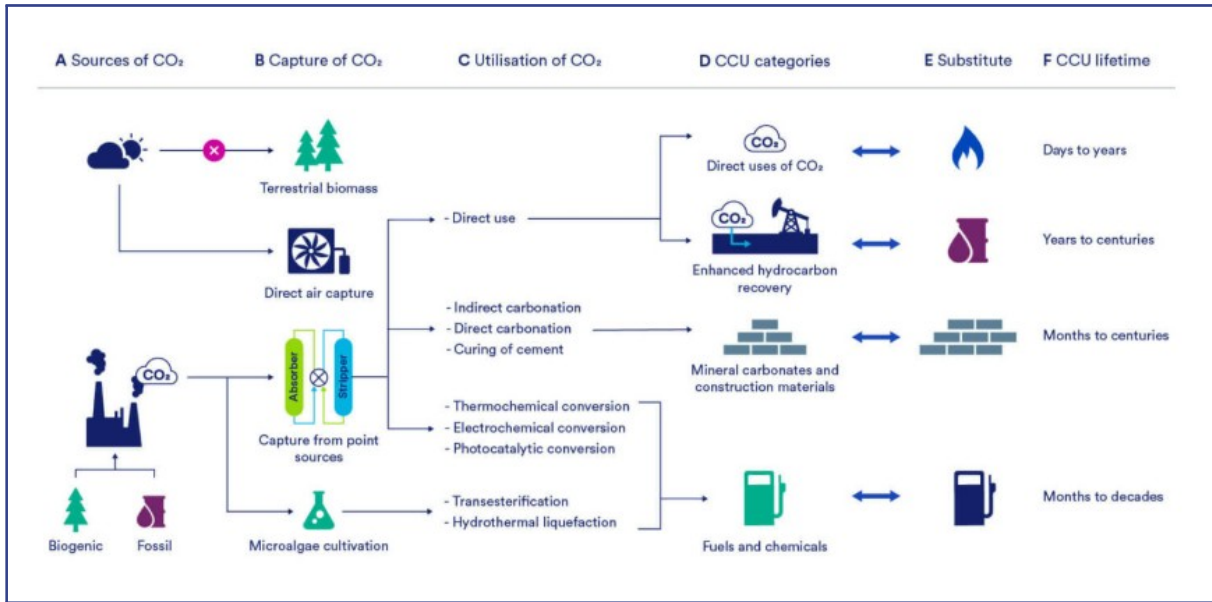 A Sources of CO₂
B Capture of CO₂
C Utilisation of CO₂
D CCU categories
E Substitute
F CCU lifetime
Terrestrial biomass
CO₂
Direct uses of CO₂
Days to years
- Direct use
Direct air capture
CO₂
Enhanced hydrocarbon
recovery
Years to centuries
CO₂
Absorber
Stripper
Capture from point
sources
- Indirect carbonation
- Direct carbonation
- Curing of cement
Mineral carbonates and
construction materials
Months to centuries
- Thermochemical conversion
- Electrochemical conversion
- Photocatalytic conversion
Biogenic
Fossil
Microalgae cultivation
- Transesterification
- Hydrothermal liquefaction
Fuels and chemicals
Months to decades